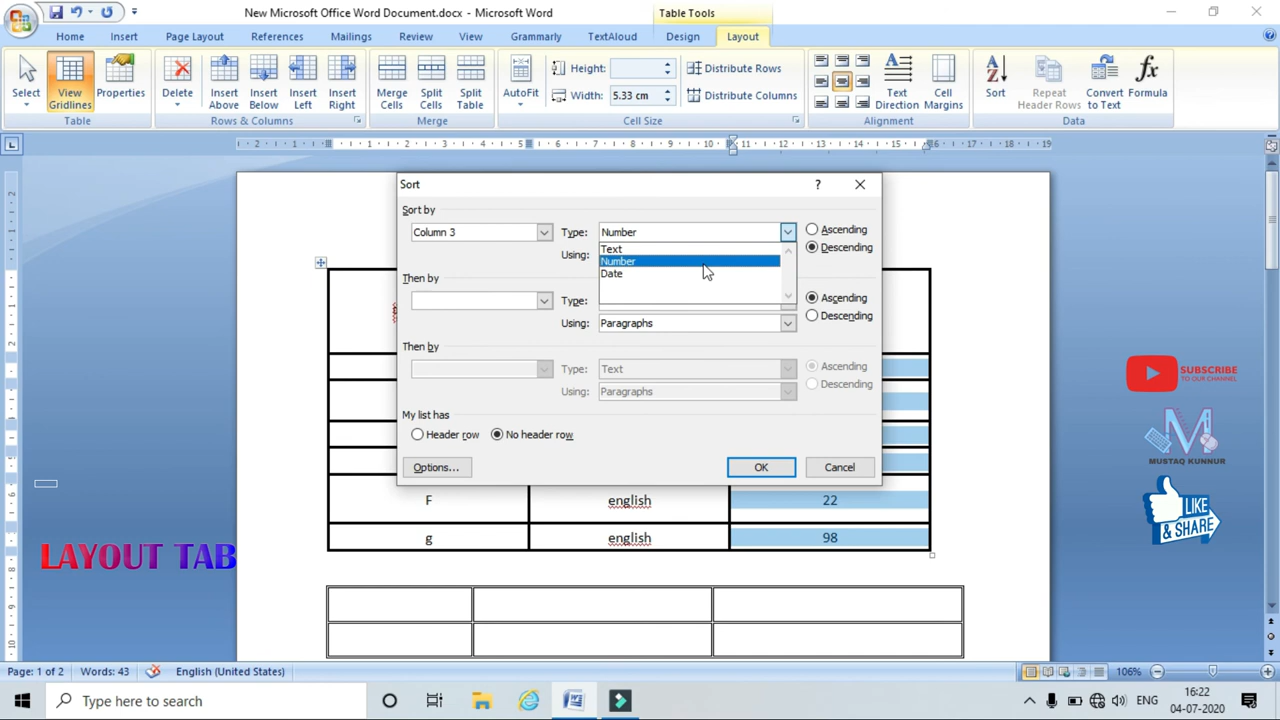 New Microsoft Office Word Document.docx - Microsoft Word
Table Tools
Home Insert Page Layout References Mailings Review View Grammarly TextAloud Design Layout
Select
View Gridlines
Properties
Delete
Insert Above
Insert Below
Insert Left
Insert Right
Merge Cells
Split Cells
Split Table
AutoFit
Height:
Width: 5.33 cm
Distribute Rows
Distribute Columns
Text Direction
Cell Margins
Sort
Repeat Header Rows
Convert to Text
Formula
Table Rows & Columns Merge Cell Size Alignment Data
Sort
Sort by
Column 3 Type: Number Ascending
Descending
Text
Number
Date
Using:
Then by
Type: Ascending
Using: Paragraphs Descending
Then by
Type: Text Ascending
Using: Paragraphs Descending
My list has
Header row No header row
Options... OK Cancel
F english 22
g english 98
LAYOUT TAB
SUBSCRIBE
TO OUR CHANNEL
MUSTAQ KUNNUR
LIKE
& SHARE
Page: 1 of 2 Words: 43 English (United States) 106%
Type here to search
ENG
16:22
04-07-2020